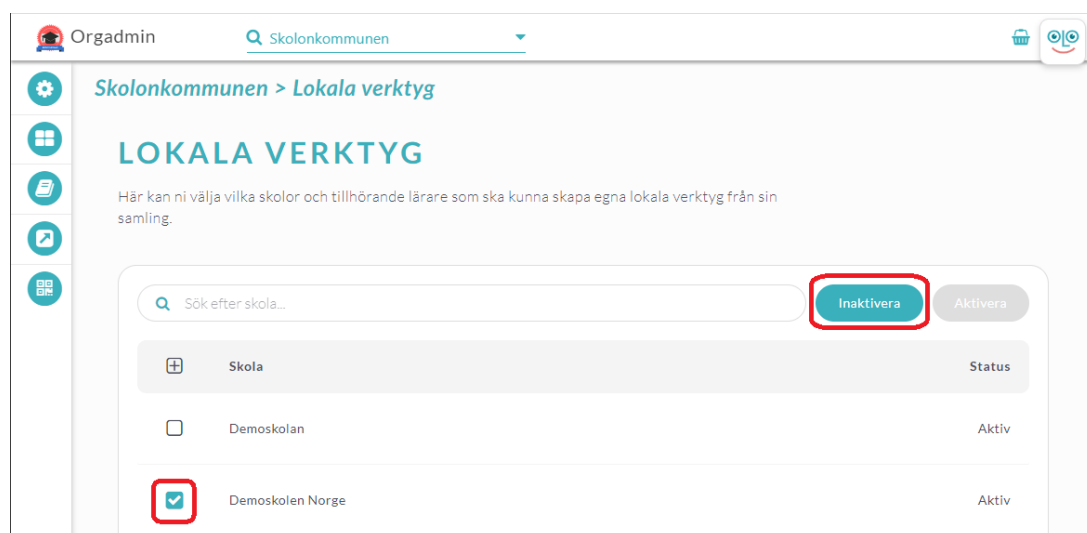 Orgadmin
Skolonkommunen
Skolonkommunen > Lokala verktyg
LOKALA VERKTYG
Här kan ni välja vilka skolor och tillhörande lärare som ska kunna skapa egna lokala verktyg från sin
samling.
Sök efter skola...
Inaktivera
Aktivera
Skola
Status
Demoskolan
Aktiv
Demoskolen Norge
Aktiv